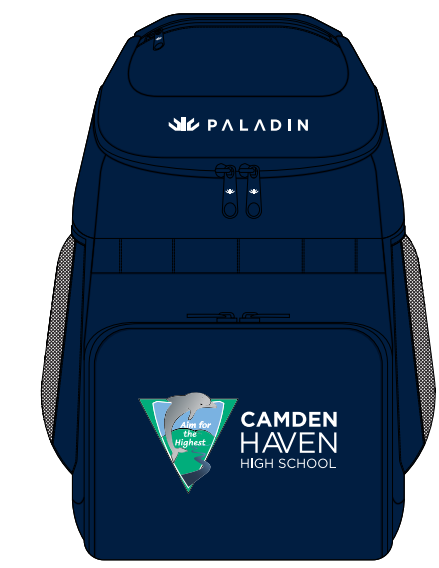 PALADIN
Aim for
the
Highest
CAMDEN
HAVEN
HIGH SCHOOL